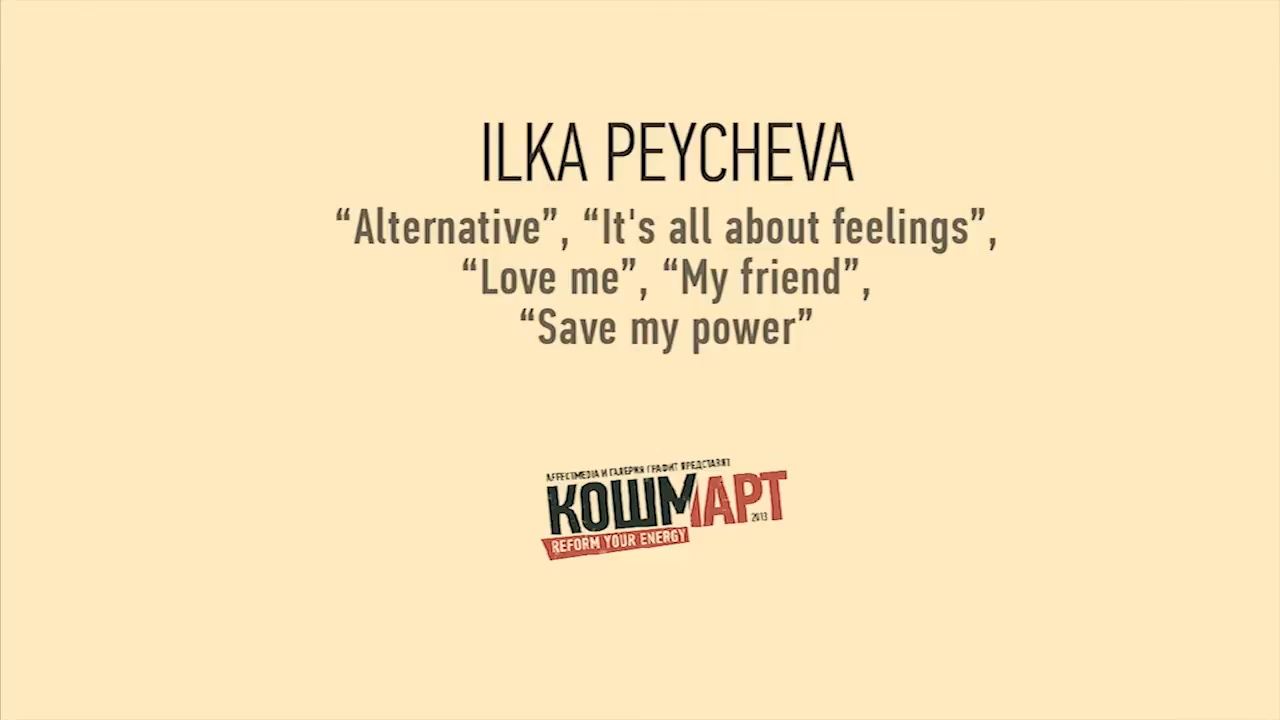 ILKA PEYCHEVA
“Alternative”, “It's all about feelings”,
“Love me”, “My friend”,
“Save my power”
AFFECTMEDIA И ГАЛЕРИЯ ГРАФИТ ПРЕДСТАВЯТ
КОШМАРТ
2013
REFORM YOUR ENERGY